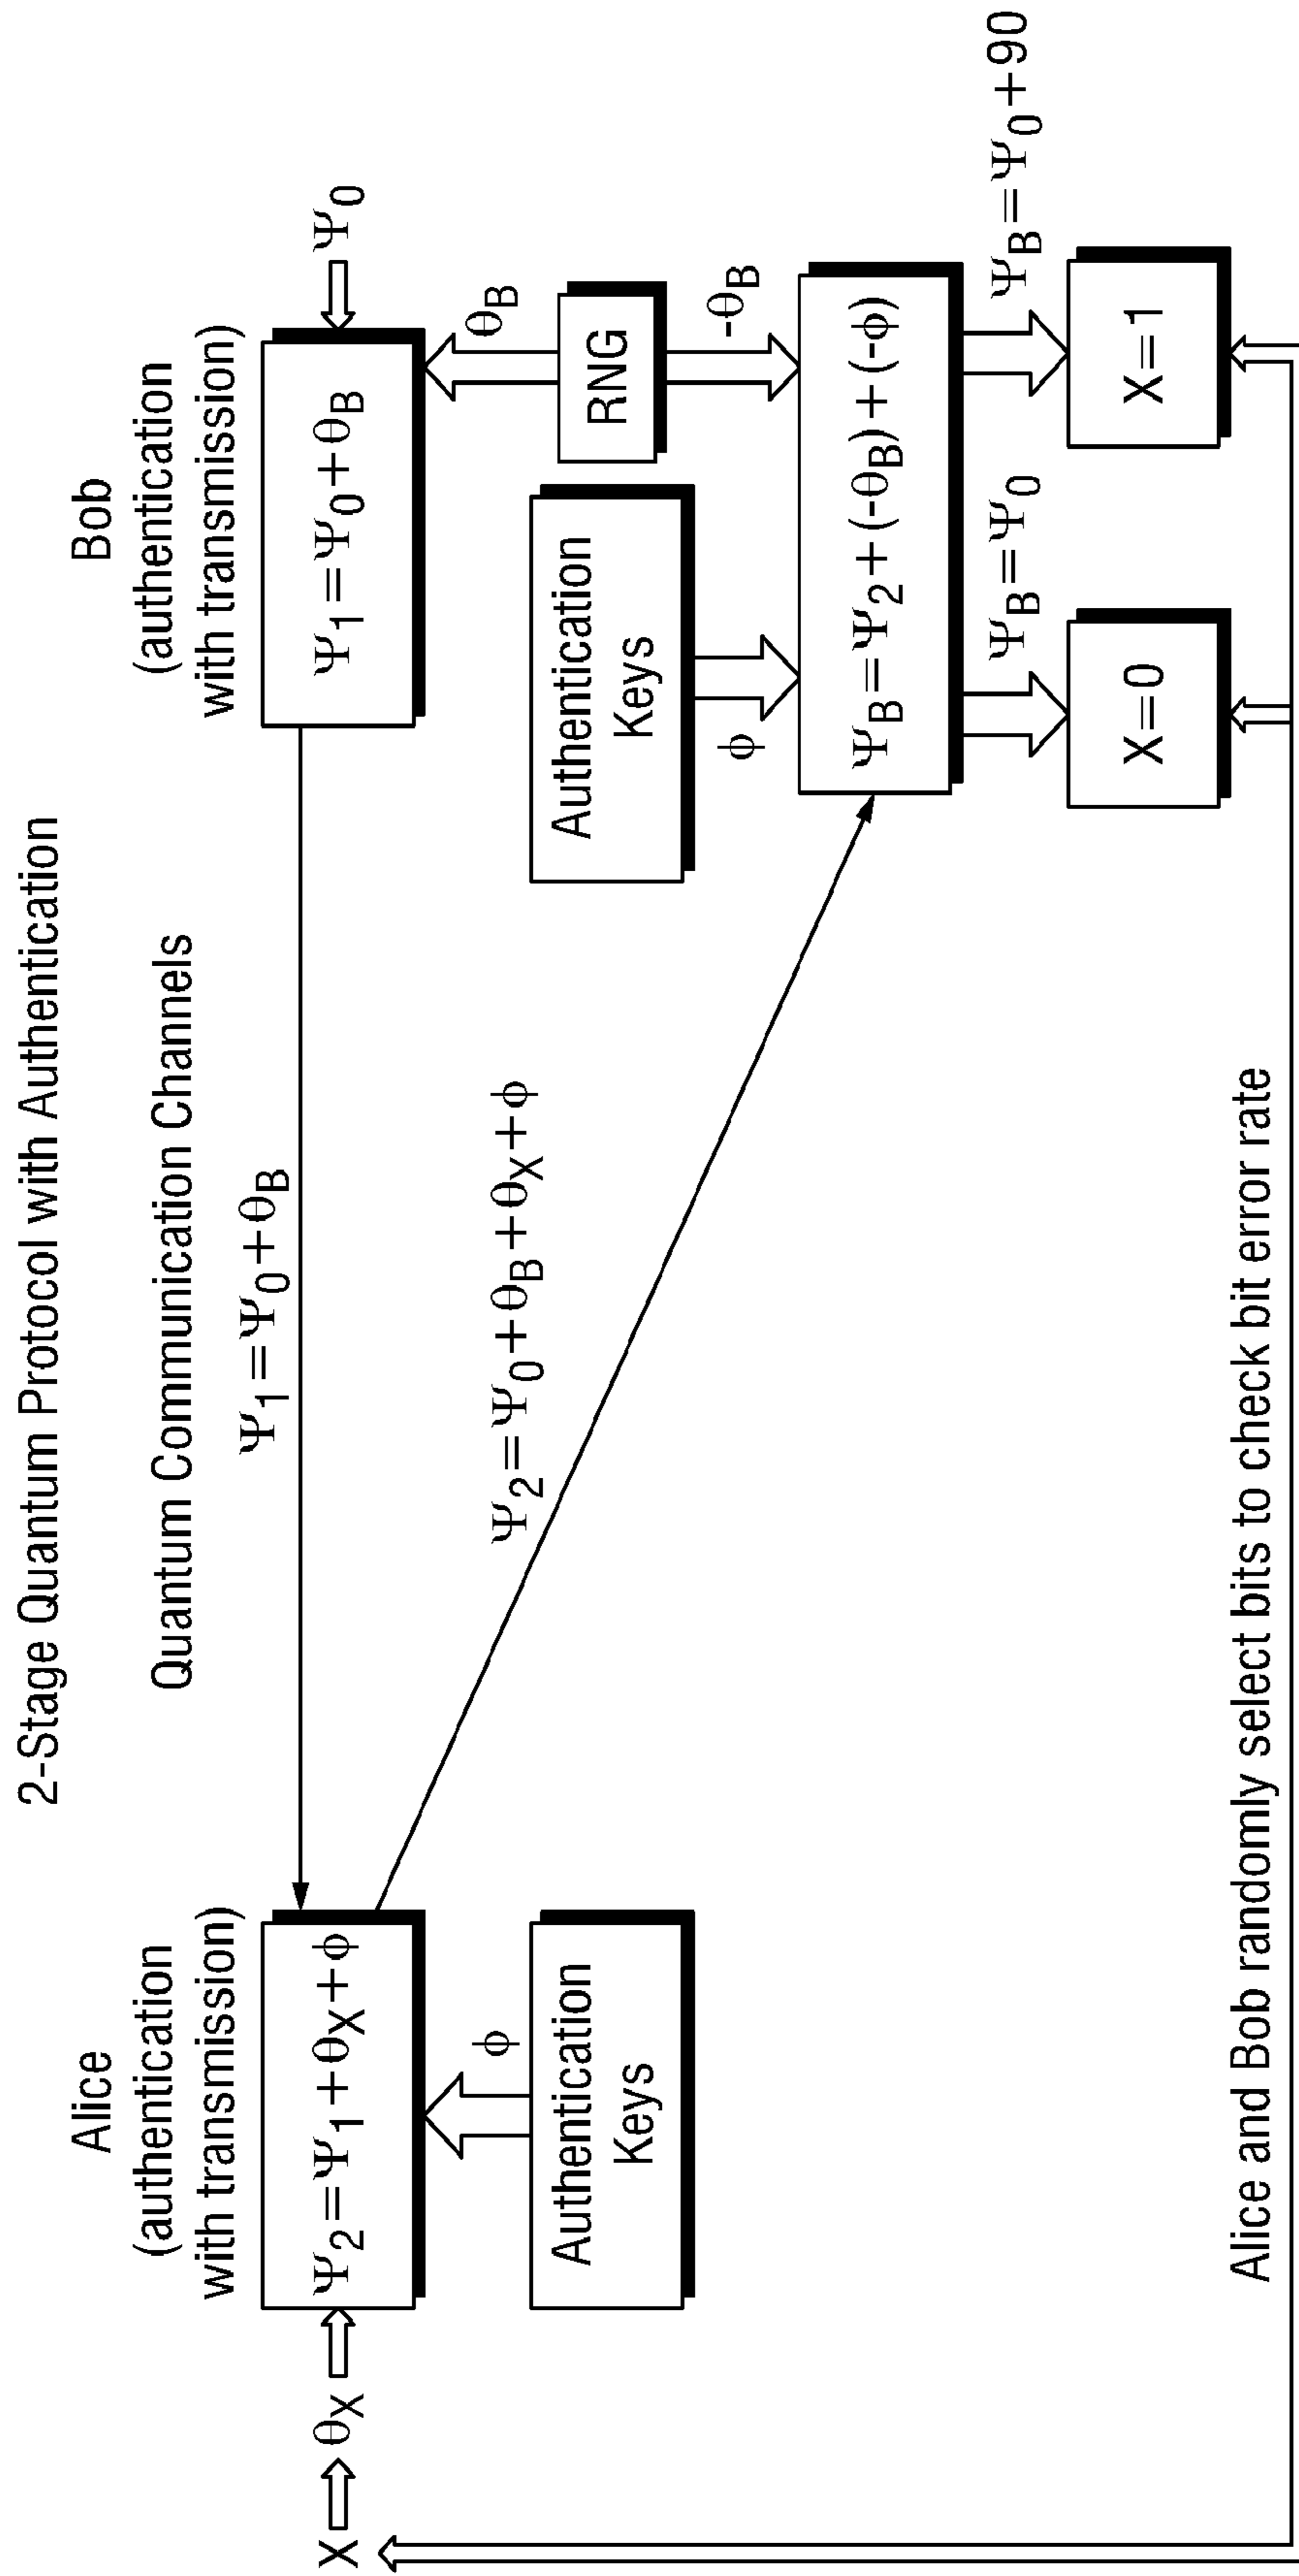 2-Stage Quantum Protocol with Authentication
Alice
(authentication
with transmission)
Quantum Communication Channels
Bob
(authentication
with transmission)
X
θX
Ψ2=Ψ1+θX+ϕ
Ψ1=Ψ0+θB
Ψ1=Ψ0+θB
Ψ0
ϕ
Authentication
Keys
Ψ2=Ψ0+θB+θX+ϕ
Authentication
Keys
ϕ
θB
RNG
-θB
ΨB=Ψ2+(-θB)+(-ϕ)
ΨB=Ψ0
ΨB=Ψ0+90
X=0
X=1
Alice and Bob randomly select bits to check bit error rate